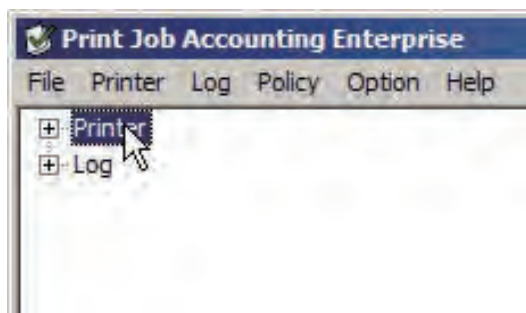 Print Job Accounting Enterprise
File Printer Log Policy Option Help
Printer
Log